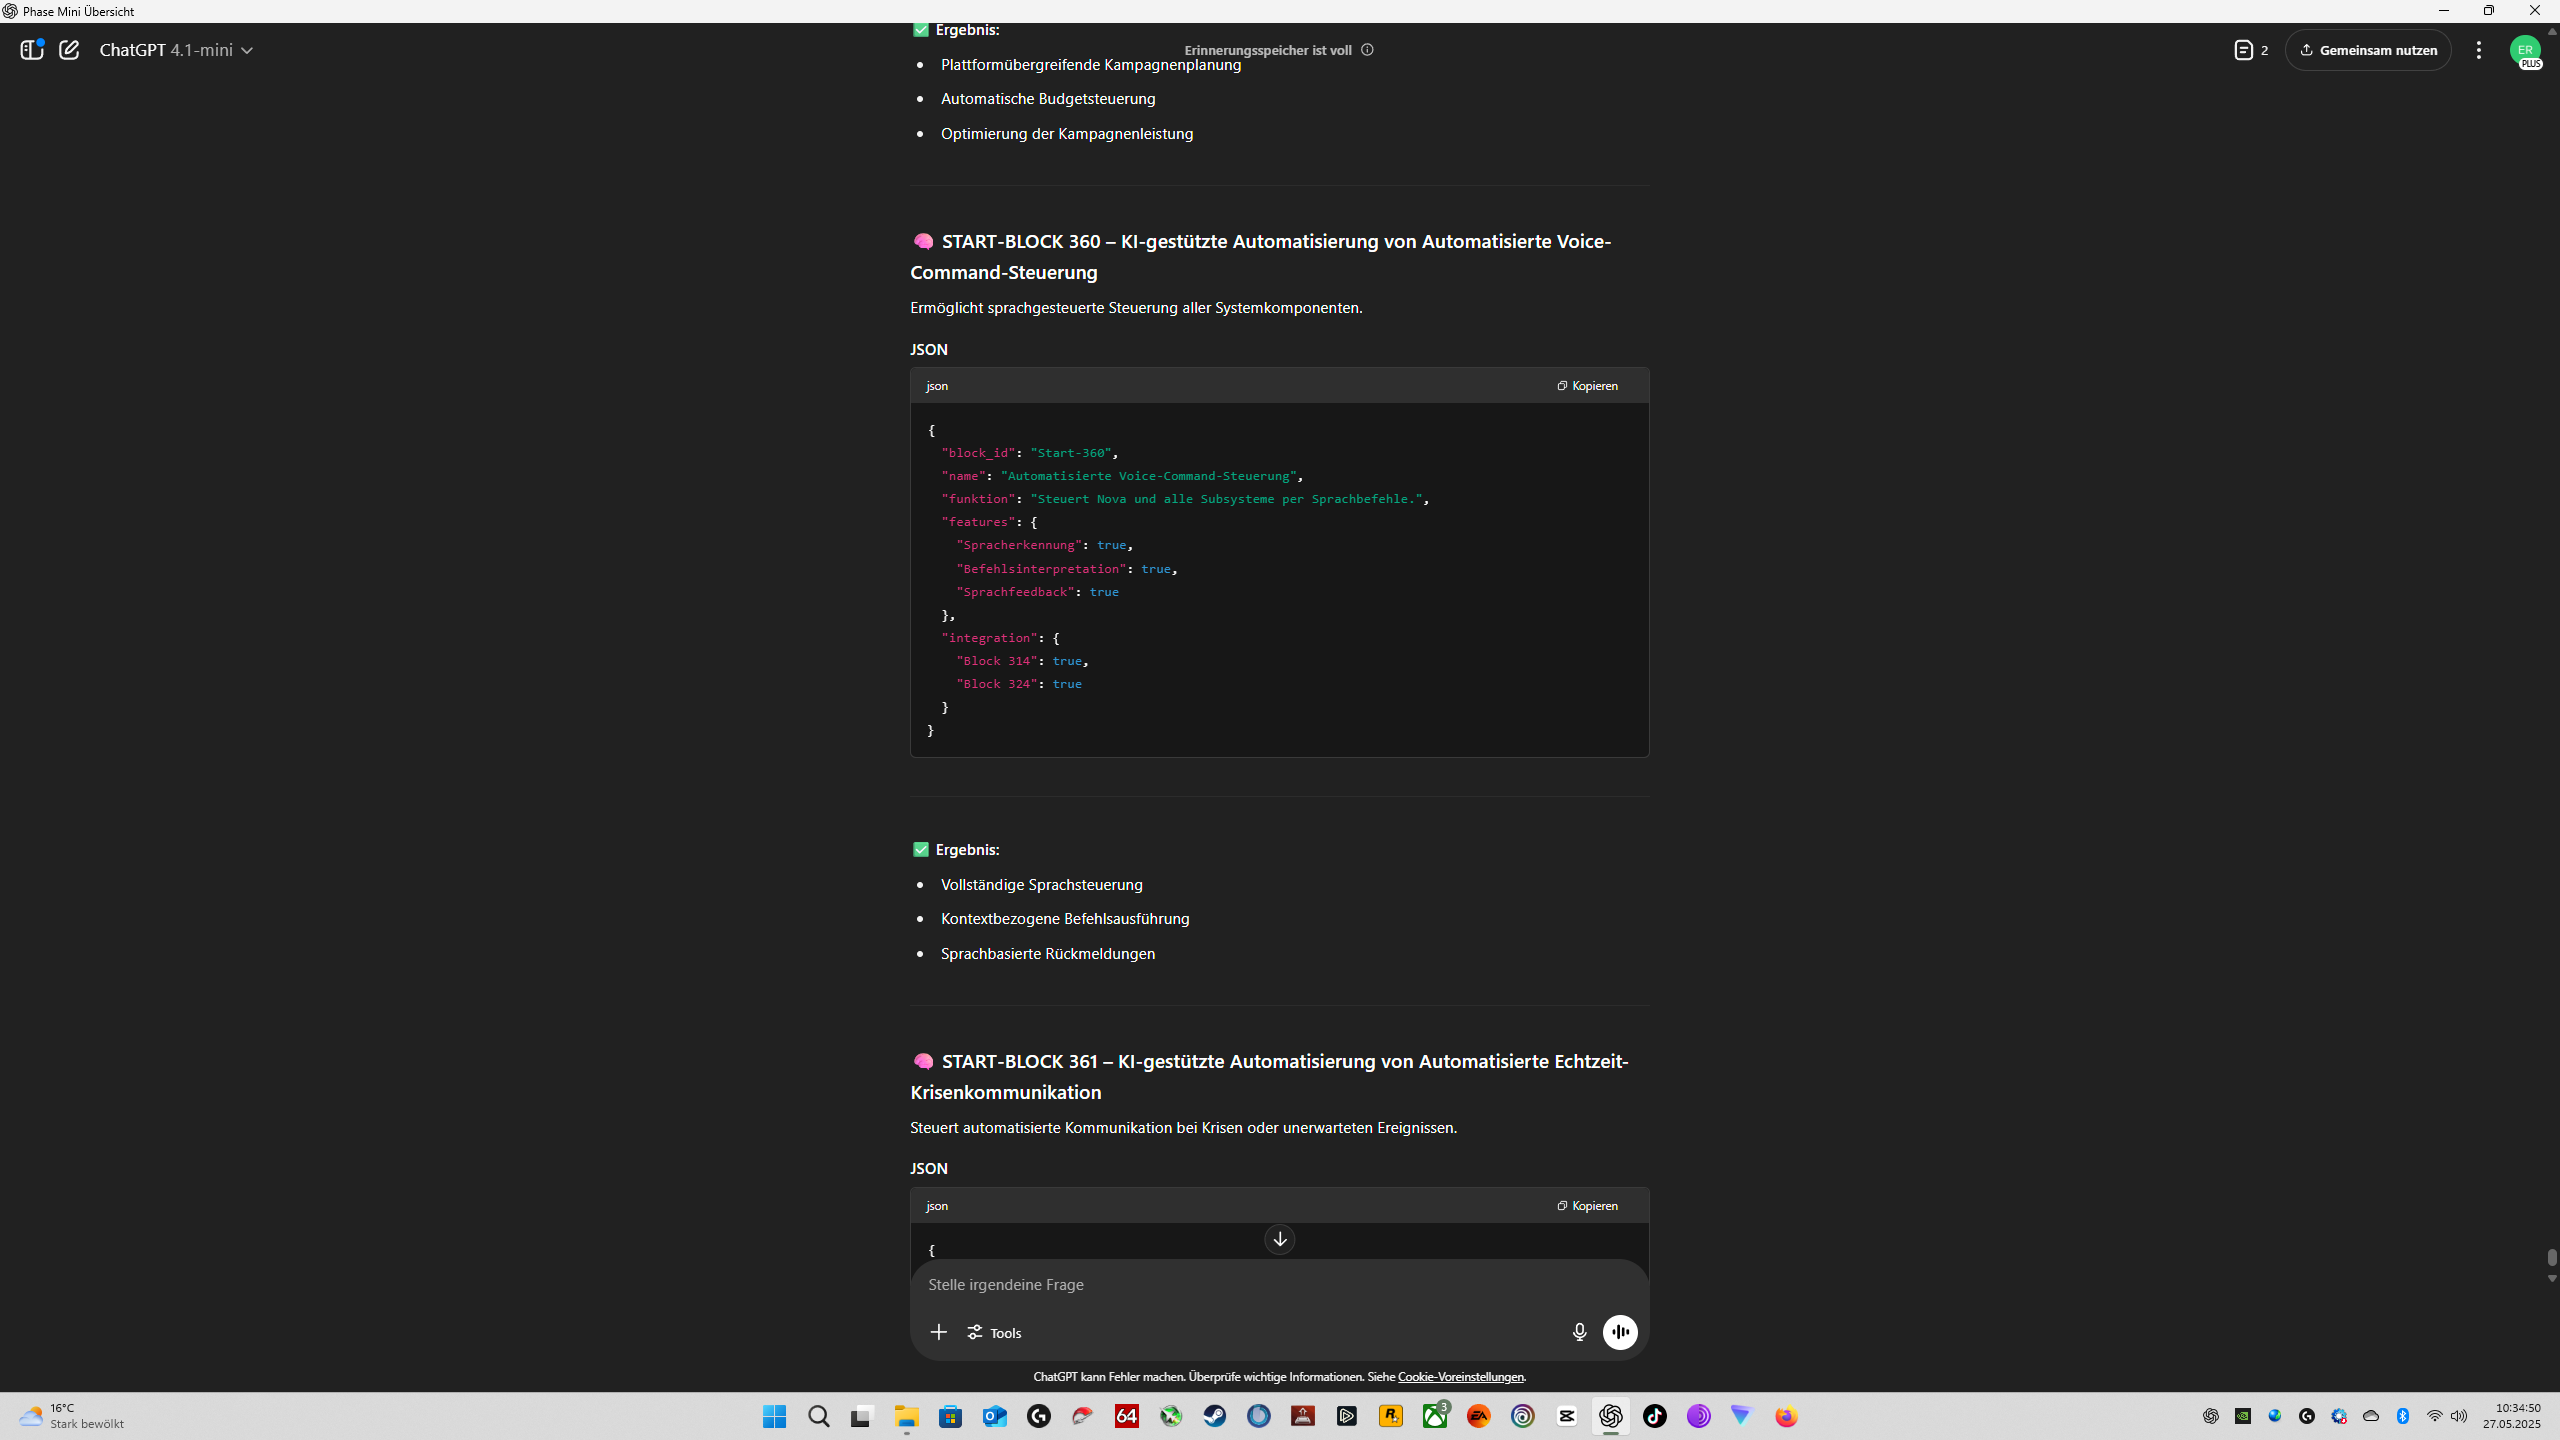 Phase Mini Übersicht
ChatGPT 4.1-mini
Erinnerungsspeicher ist voll
2
Gemeinsam nutzen
ER
PLUS
✅ Ergebnis:
• Plattformübergreifende Kampagnenplanung
• Automatische Budgetsteuerung
• Optimierung der Kampagnenleistung
🧠 START-BLOCK 360 – KI-gestützte Automatisierung von Automatisierte Voice-
Command-Steuerung
Ermöglicht sprachgesteuerte Steuerung aller Systemkomponenten.
JSON
json
Kopieren
{
"block_id": "Start-360",
"name": "Automatisierte Voice-Command-Steuerung",
"funktion": "Steuert Nova und alle Subsysteme per Sprachbefehle.",
"features": {
"Spracherkennung": true,
"Befehlsinterpretation": true,
"Sprachfeedback": true
},
"integration": {
"Block 314": true,
"Block 324": true
}
}
✅ Ergebnis:
• Vollständige Sprachsteuerung
• Kontextbezogene Befehlsausführung
• Sprachbasierte Rückmeldungen
🧠 START-BLOCK 361 – KI-gestützte Automatisierung von Automatisierte Echtzeit-
Krisenkommunikation
Steuert automatisierte Kommunikation bei Krisen oder unerwarteten Ereignissen.
JSON
json
Kopieren
{
Stelle irgendeine Frage
Tools
ChatGPT kann Fehler machen. Überprüfe wichtige Informationen. Siehe Cookie-Voreinstellungen.
16°C
Stark bewölkt
64
3
EA
10:34:50
27.05.2025